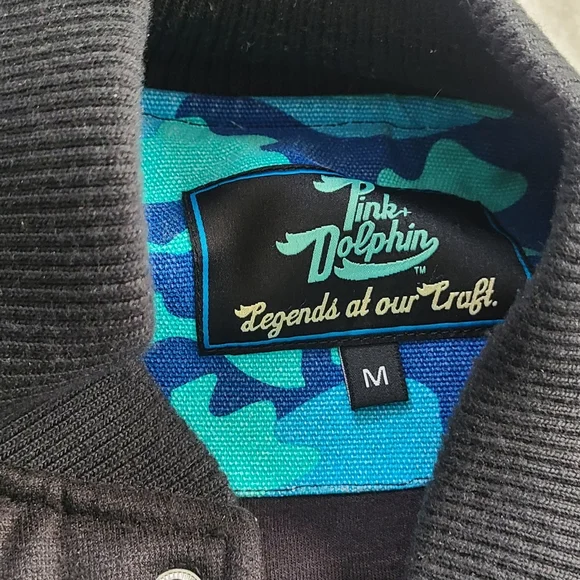 Pink+
Dolphin
TM
Legends at our Craft.
M